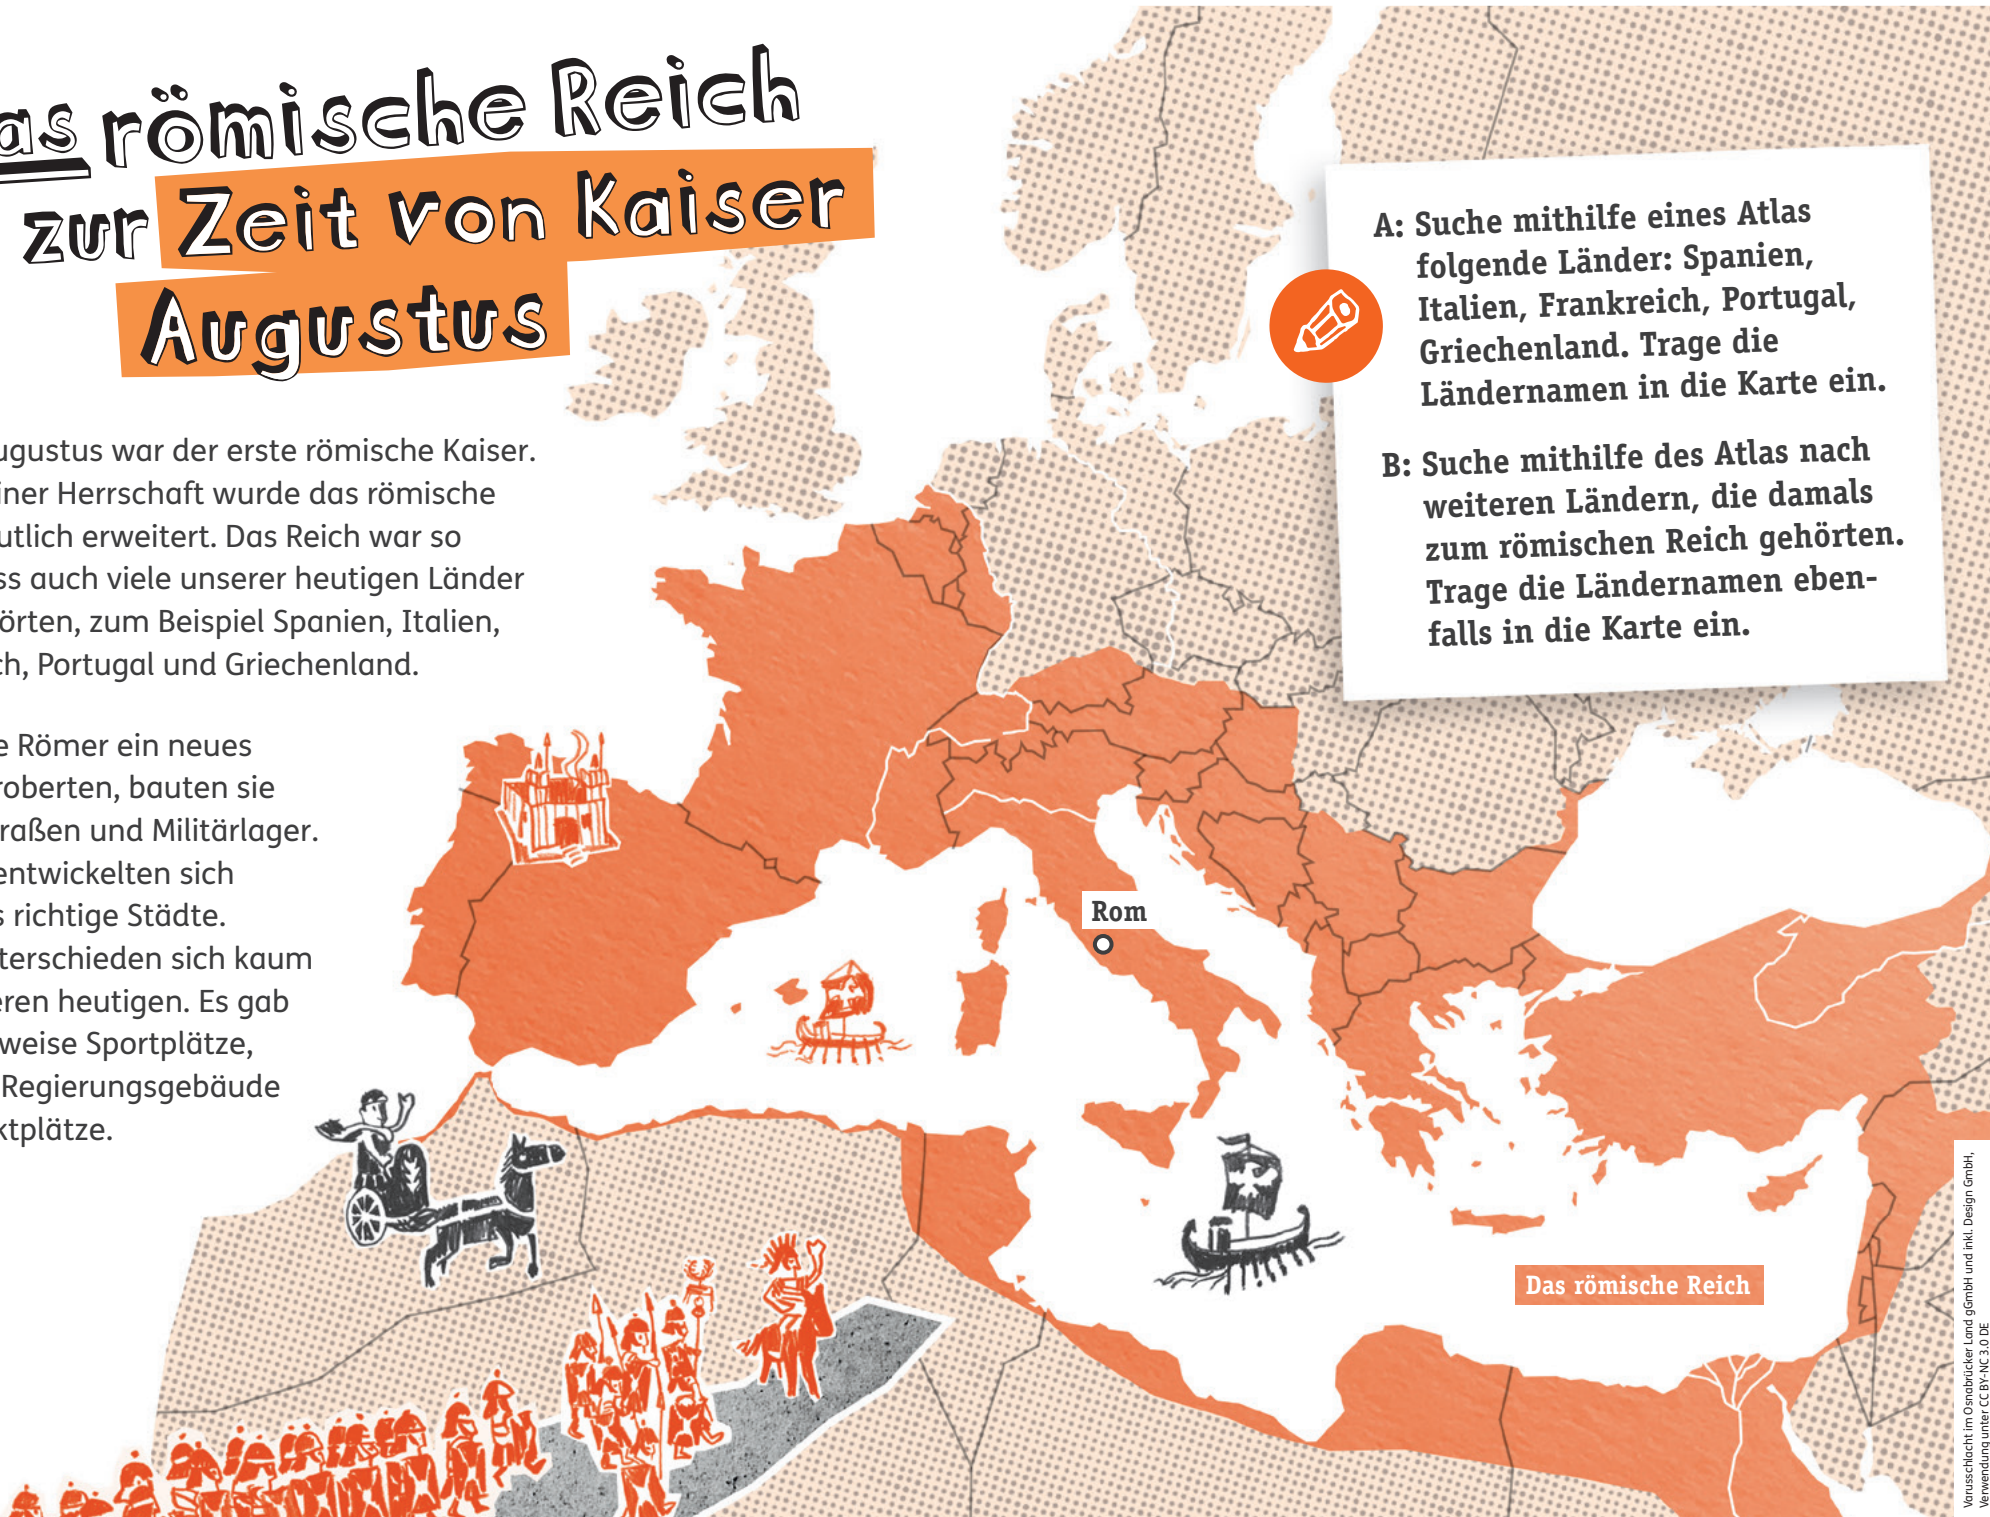 as römische Reich
zur Zeit von Kaiser
Augustus
ugustus war der erste römische Kaiser.
iner Herrschaft wurde das römische
utlich erweitert. Das Reich war so
ss auch viele unserer heutigen Länder
örten, zum Beispiel Spanien, Italien,
ch, Portugal und Griechenland.
e Römer ein neues
roberten, bauten sie
raßen und Militärlager.
entwickelten sich
s richtige Städte.
terschieden sich kaum
eren heutigen. Es gab
weise Sportplätze,
Regierungsgebäude
ktplätze.
A: Suche mithilfe eines Atlas
folgende Länder: Spanien,
Italien, Frankreich, Portugal,
Griechenland. Trage die
Ländernamen in die Karte ein.
B: Suche mithilfe des Atlas nach
weiteren Ländern, die damals
zum römischen Reich gehörten.
Trage die Ländernamen eben-
falls in die Karte ein.
Rom
Das römische Reich
Varusschlacht im Osnabrücker Land gGmbH und inkl. Design GmbH,
Verwendung unter CC BY-NC 3.0 DE